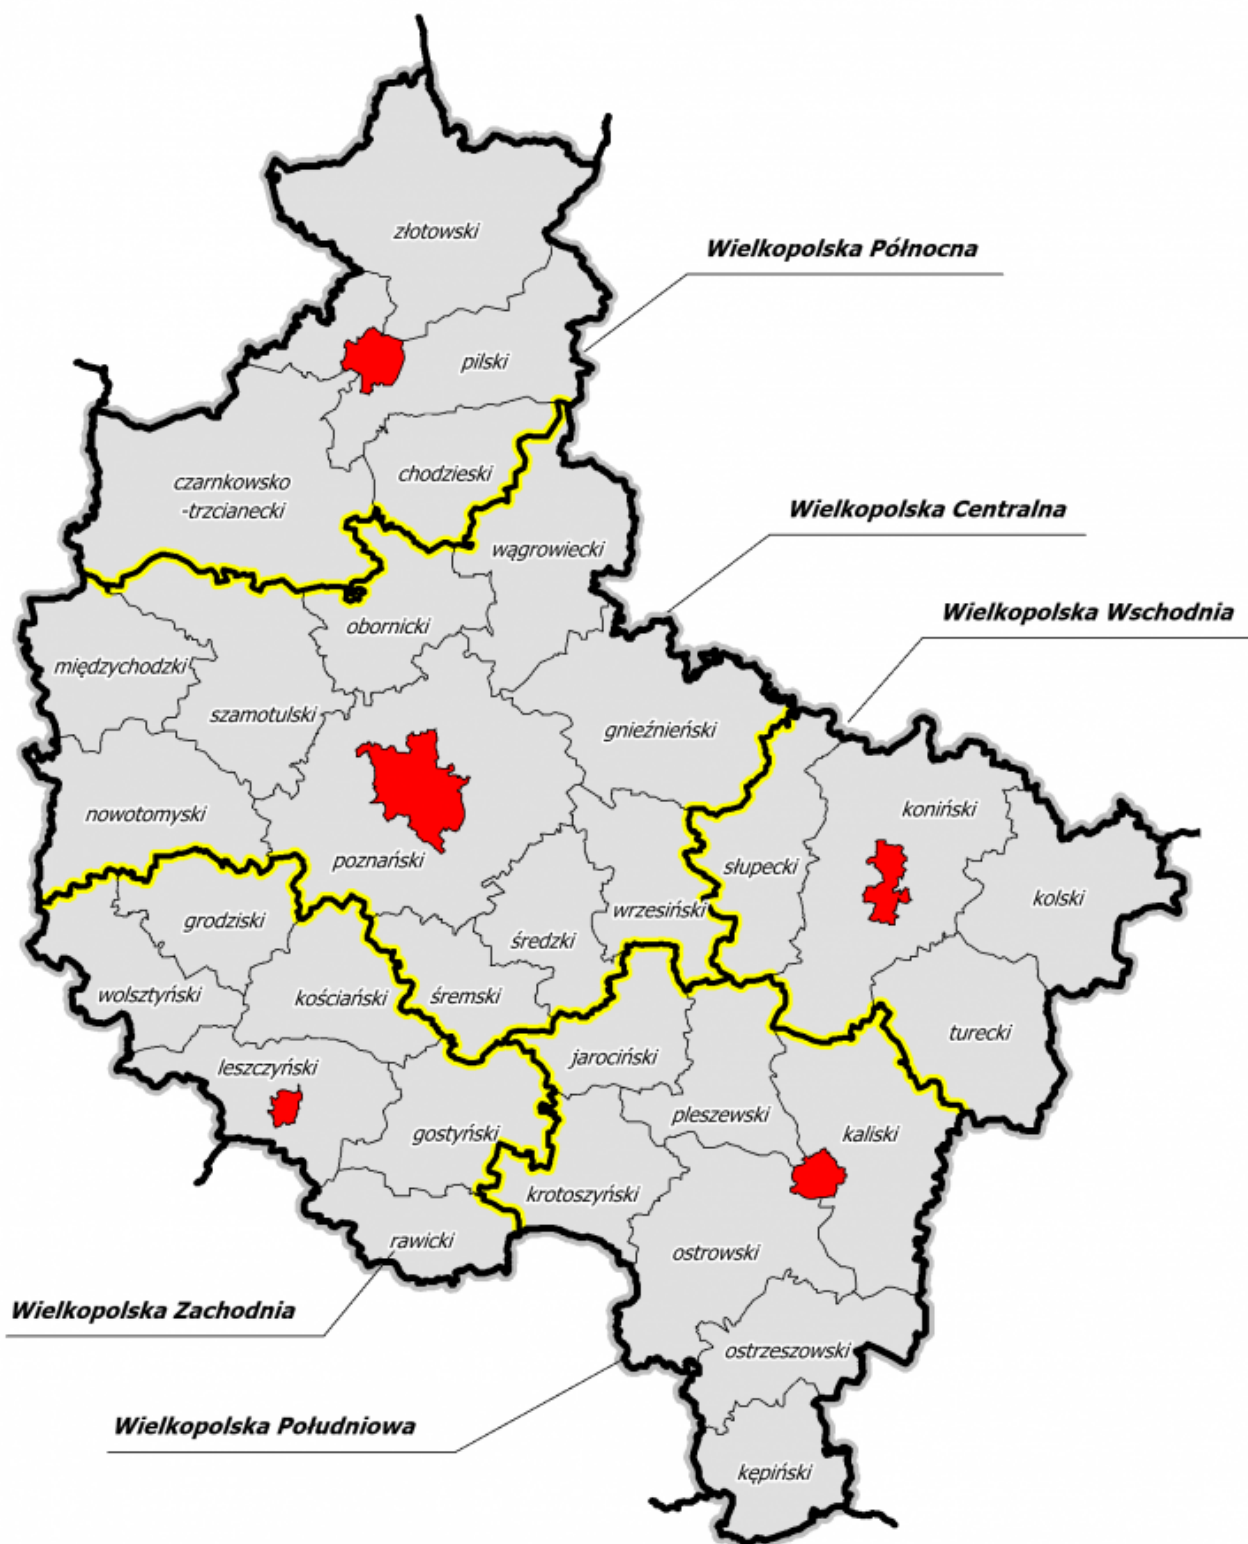 złotowski
Wielkopolska Północna
pilski
chodzieski
czarnkowsko
-trzcianecki
Wielkopolska Centralna
wągrowiecki
Wielkopolska Wschodnia
obornicki
międzychodzki
szamotulski
gnieźnieński
nowotomyski
koniński
poznański
słupecki
kolski
wrzesiński
grodziski
średzki
wolsztyński
kościański
śremski
turecki
jarociński
leszczyński
pleszewski
kaliski
gostyński
krotoszyński
rawicki
ostrowski
Wielkopolska Zachodnia
ostrzeszowski
Wielkopolska Południowa
kępiński